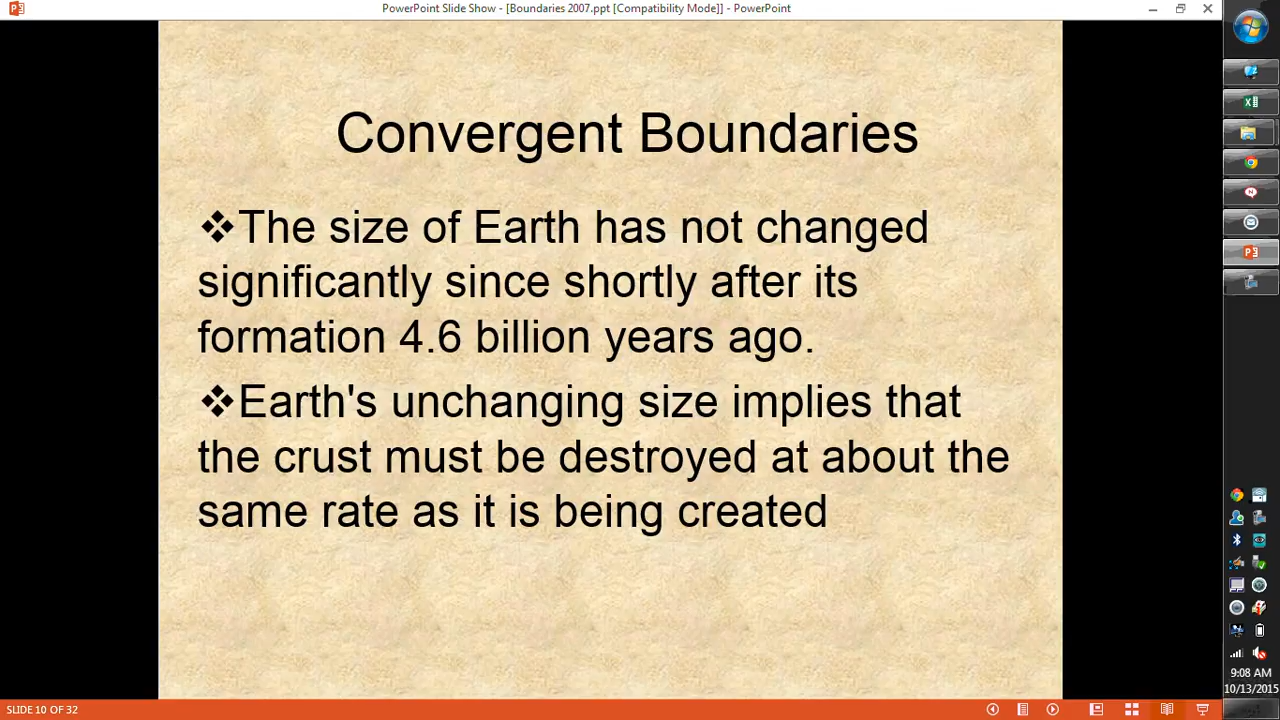 PowerPoint Slide Show - [Boundaries 2007.ppt [Compatibility Mode]] - PowerPoint
Convergent Boundaries
❖The size of Earth has not changed
significantly since shortly after its
formation 4.6 billion years ago.
❖Earth's unchanging size implies that
the crust must be destroyed at about the
same rate as it is being created
9:08 AM
10/13/2015
SLIDE 10 OF 32